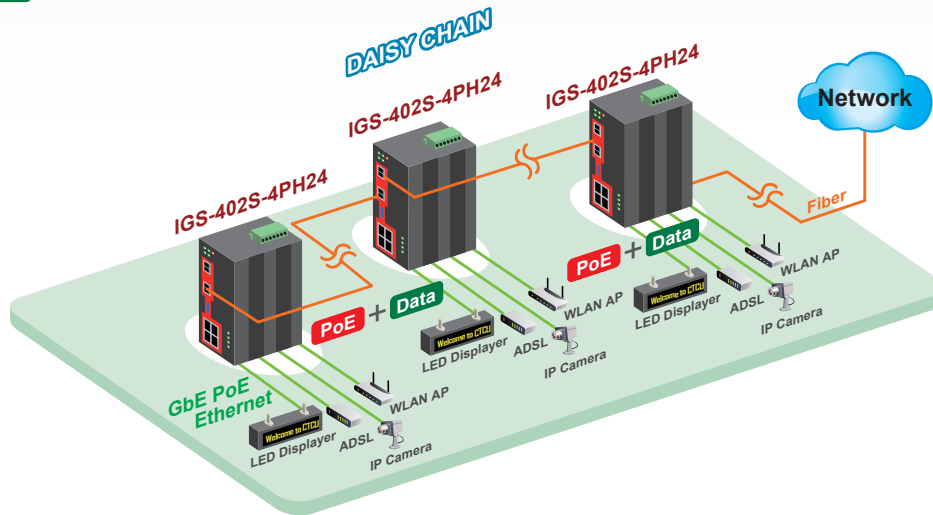 DAISY CHAIN
IGS-402S-4PH24
IGS-402S-4PH24
IGS-402S-4PH24
Network
Fiber
PoE + Data
WLAN AP
Welcome to CTCU
LED Displayer
ADSL
IP Camera
PoE + Data
WLAN AP
Welcome to CTCU
LED Displayer
ADSL
IP Camera
GbE PoE
Ethernet
WLAN AP
Welcome to CTCU
LED Displayer
ADSL
IP Camera